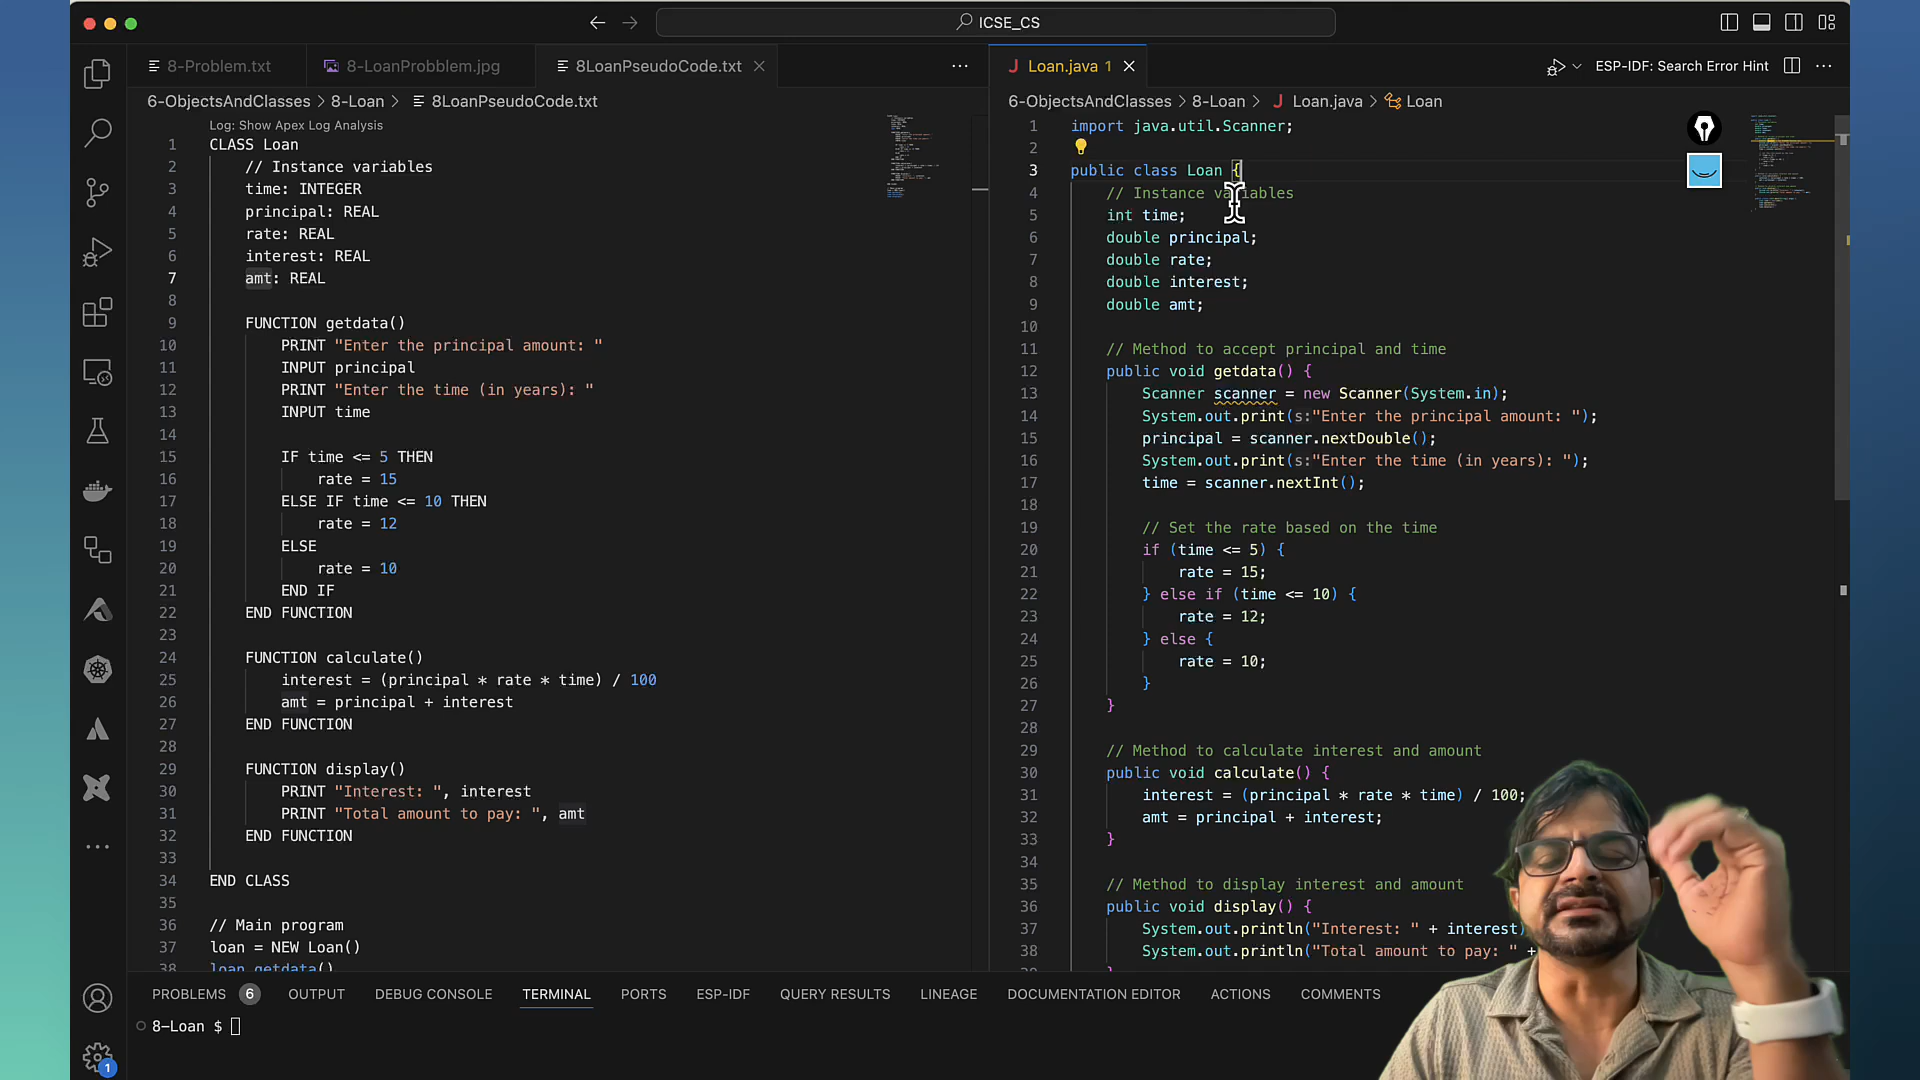 ICSE_CS
8-Problem.txt
8-LoanProbblem.jpg
8LoanPseudoCode.txt
6-ObjectsAndClasses > 8-Loan > 8LoanPseudoCode.txt
Log: Show Apex Log Analysis
1 CLASS Loan
2 // Instance variables
3 time: INTEGER
4 principal: REAL
5 rate: REAL
6 interest: REAL
7 amt: REAL
8
9 FUNCTION getdata()
10 PRINT "Enter the principal amount: "
11 INPUT principal
12 PRINT "Enter the time (in years): "
13 INPUT time
14
15 IF time <= 5 THEN
16 rate = 15
17 ELSE IF time <= 10 THEN
18 rate = 12
19 ELSE
20 rate = 10
21 END IF
22 END FUNCTION
23
24 FUNCTION calculate()
25 interest = (principal * rate * time) / 100
26 amt = principal + interest
27 END FUNCTION
28
29 FUNCTION display()
30 PRINT "Interest: ", interest
31 PRINT "Total amount to pay: ", amt
32 END FUNCTION
33
34 END CLASS
35
36 // Main program
37 loan = NEW Loan()
38 loan.getdata()
Loan.java 1
ESP-IDF: Search Error Hint
6-ObjectsAndClasses > 8-Loan > Loan.java > Loan
1 import java.util.Scanner;
2
3 public class Loan {
4 // Instance variables
5 int time;
6 double principal;
7 double rate;
8 double interest;
9 double amt;
10
11 // Method to accept principal and time
12 public void getdata() {
13 Scanner scanner = new Scanner(System.in);
14 System.out.print(s:"Enter the principal amount: ");
15 principal = scanner.nextDouble();
16 System.out.print(s:"Enter the time (in years): ");
17 time = scanner.nextInt();
18
19 // Set the rate based on the time
20 if (time <= 5) {
21 rate = 15;
22 } else if (time <= 10) {
23 rate = 12;
24 } else {
25 rate = 10;
26 }
27 }
28
29 // Method to calculate interest and amount
30 public void calculate() {
31 interest = (principal * rate * time) / 100;
32 amt = principal + interest;
33 }
34
35 // Method to display interest and amount
36 public void display() {
37 System.out.println("Interest: " + interest)
38 System.out.println("Total amount to pay: " +
PROBLEMS 6 OUTPUT DEBUG CONSOLE TERMINAL PORTS ESP-IDF QUERY RESULTS LINEAGE DOCUMENTATION EDITOR ACTIONS COMMENTS
8-Loan $
1